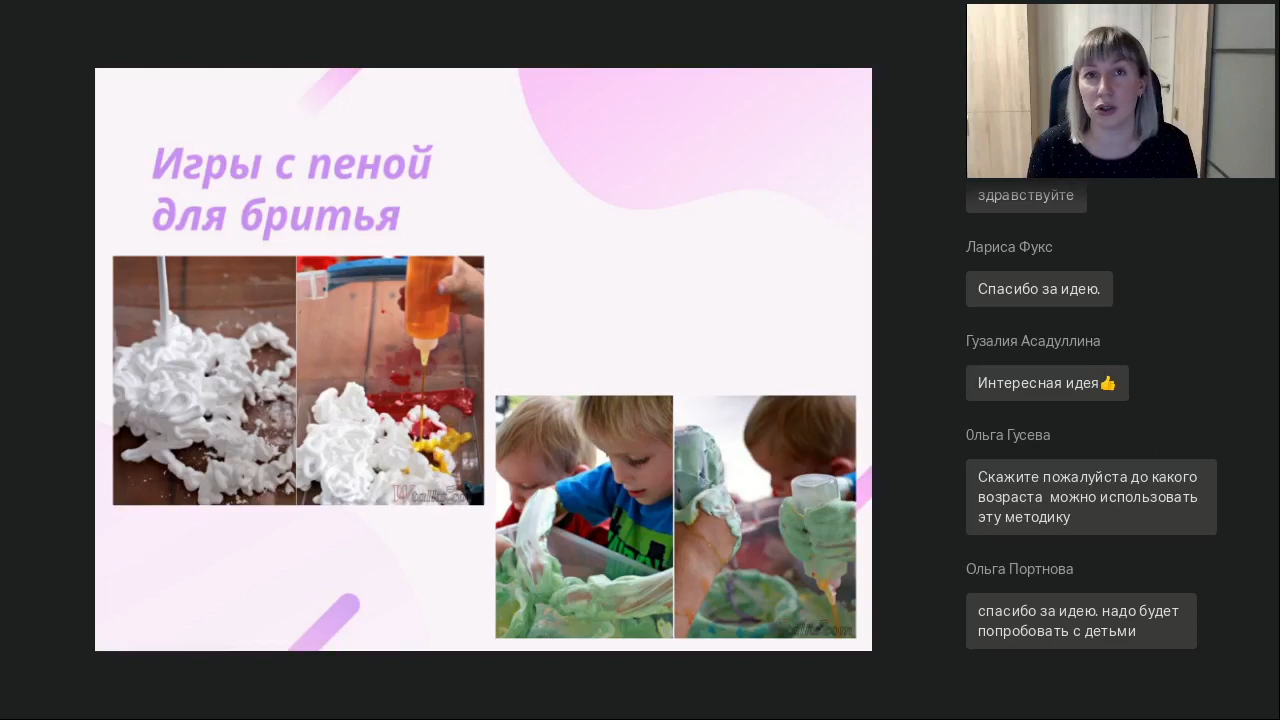 Игры с пеной
для бритья
здравствуйте
Лариса Фукс
Спасибо за идею.
Гузалия Асадуллина
Интересная идея👍
Ольга Гусева
Скажите пожалуйста до какого
возраста можно использовать
эту методику
Ольга Портнова
спасибо за идею. надо будет
попробовать с детьми